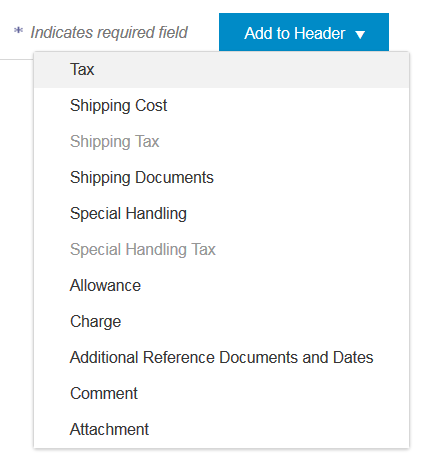 * Indicates required field Add to Header ▼
Tax
Shipping Cost
Shipping Tax
Shipping Documents
Special Handling
Special Handling Tax
Allowance
Charge
Additional Reference Documents and Dates
Comment
Attachment